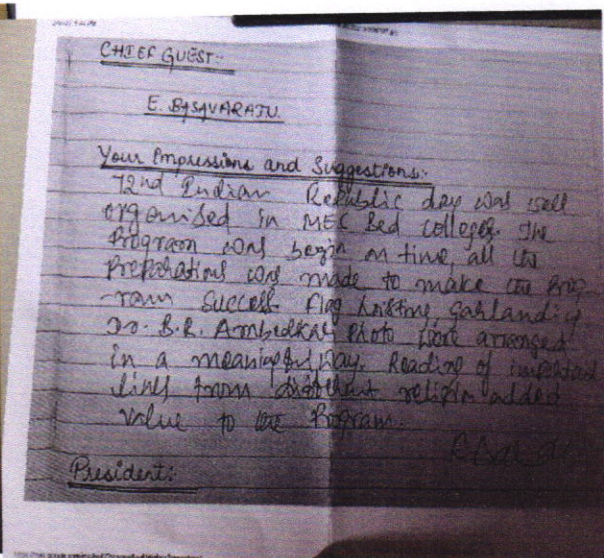 CHIEF GUEST:-
E. BASAVARAJU.
Your Impressions and Suggestions:-
72nd Indian Republic day was well
organised in MEC Bed colleges. The
Program was begin on time, all the
Preparations was made to make the Prog-
-ram Success. Flag hoisting, garlanding
Dr. B.R. Ambedkar Photo were arranged
in a meaningful way. Reading of important
lines from different religion added
value to the Program.
President: